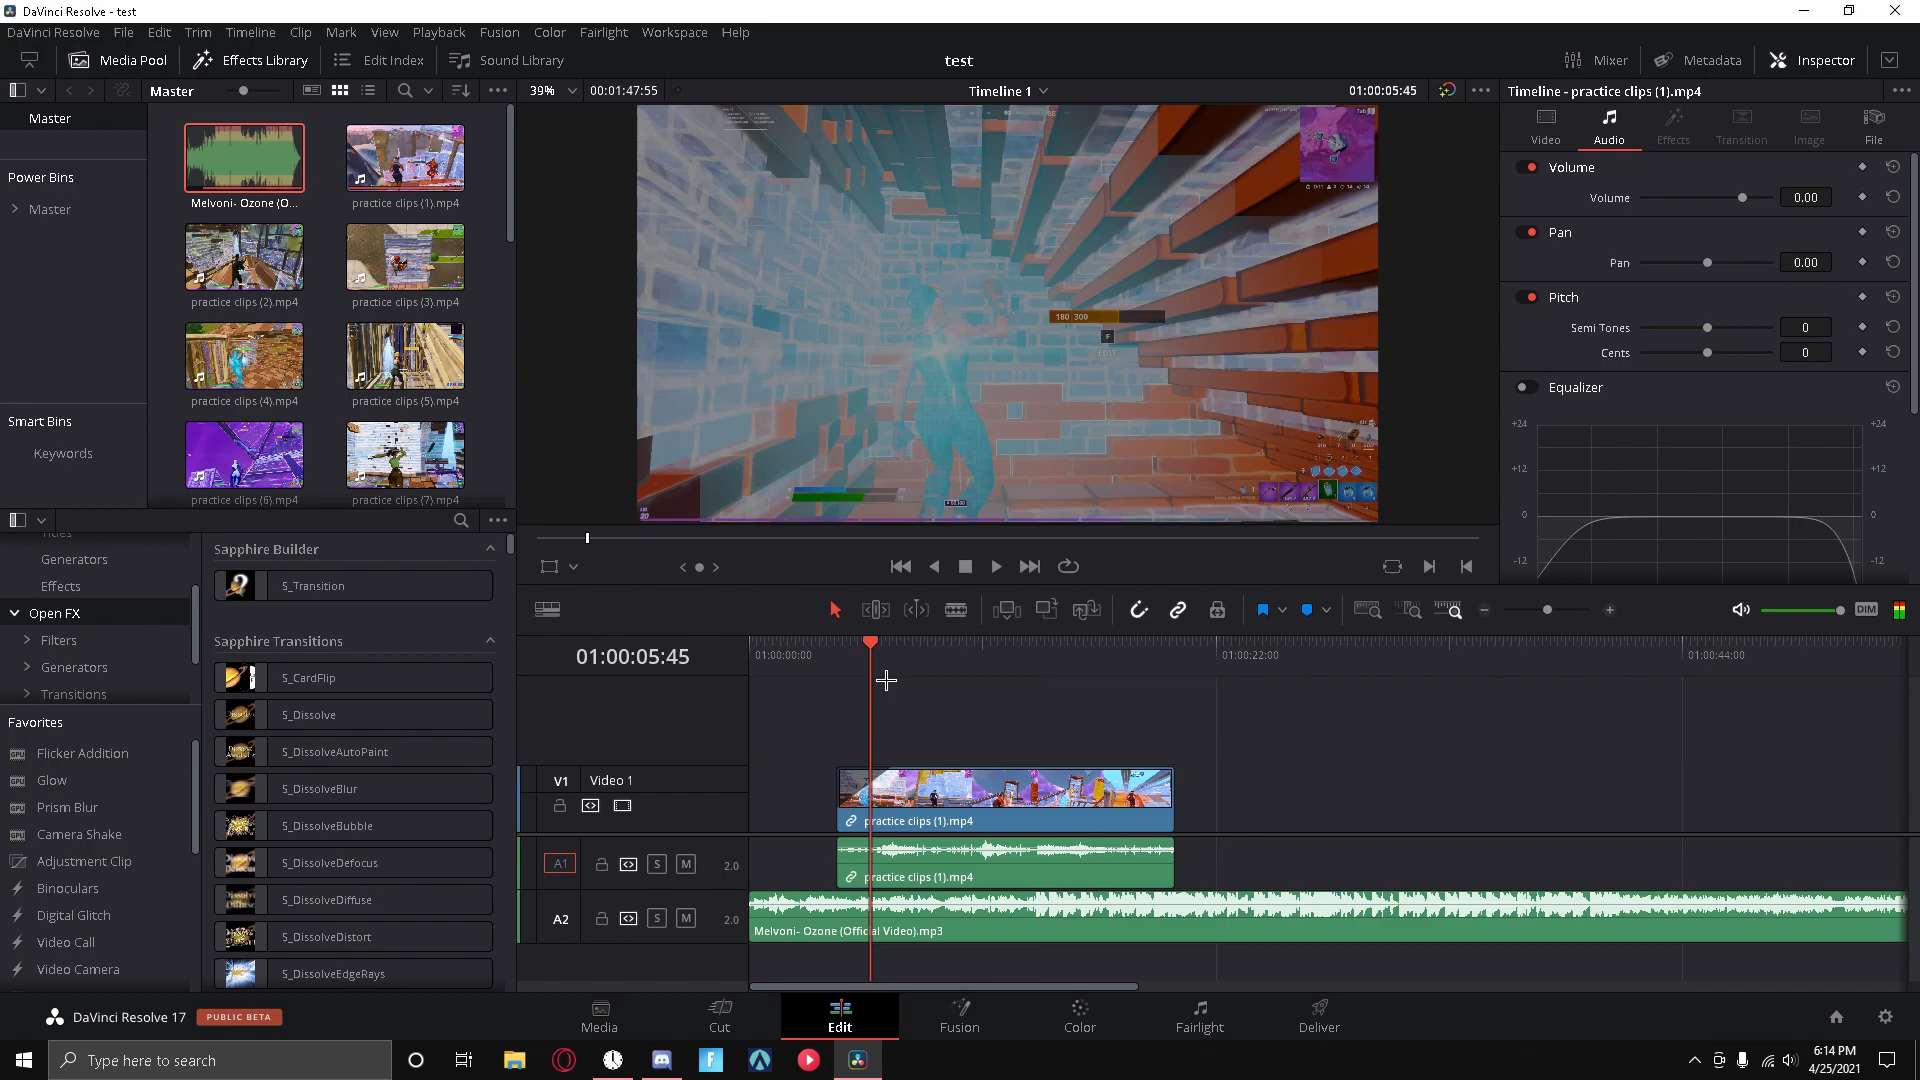 DaVinci Resolve - test
DaVinci Resolve File Edit Trim Timeline Clip Mark View Playback Fusion Color Fairlight Workspace Help
Media Pool Effects Library Edit Index Sound Library test Mixer Metadata Inspector
Master 39% 00:01:47:55 Timeline 1 01:00:05:45 Timeline - practice clips (1).mp4
Master
Power Bins
Master
Smart Bins
Keywords
Melvoni- Ozone (O... practice clips (1).mp4
practice clips (2).mp4 practice clips (3).mp4
practice clips (4).mp4 practice clips (5).mp4
practice clips (6).mp4 practice clips (7).mp4
180 300
F
EDIT
Video Audio Effects Transition Image File
Volume
Volume 0.00
Pan
Pan 0.00
Pitch
Semi Tones 0
Cents 0
Equalizer
+24 +24
+12 +12
0 0
-12 -12
Titles
Generators
Effects
Open FX
Filters
Generators
Transitions
Favorites
Flicker Addition
Glow
Prism Blur
Camera Shake
Adjustment Clip
Binoculars
Digital Glitch
Video Call
Video Camera
Sapphire Builder
S_Transition
Sapphire Transitions
S_CardFlip
S_Dissolve
S_DissolveAutoPaint
S_DissolveBlur
S_DissolveBubble
S_DissolveDefocus
S_DissolveDiffuse
S_DissolveDistort
S_DissolveEdgeRays
DIM
01:00:05:45 01:00:00:00 01:00:22:00 01:00:44:00
V1 Video 1
practice clips (1).mp4
A1 S M 2.0
practice clips (1).mp4
A2 S M 2.0
Melvoni- Ozone (Official Video).mp3
DaVinci Resolve 17 PUBLIC BETA
Media Cut Edit Fusion Color Fairlight Deliver
Type here to search
6:14 PM
4/25/2021